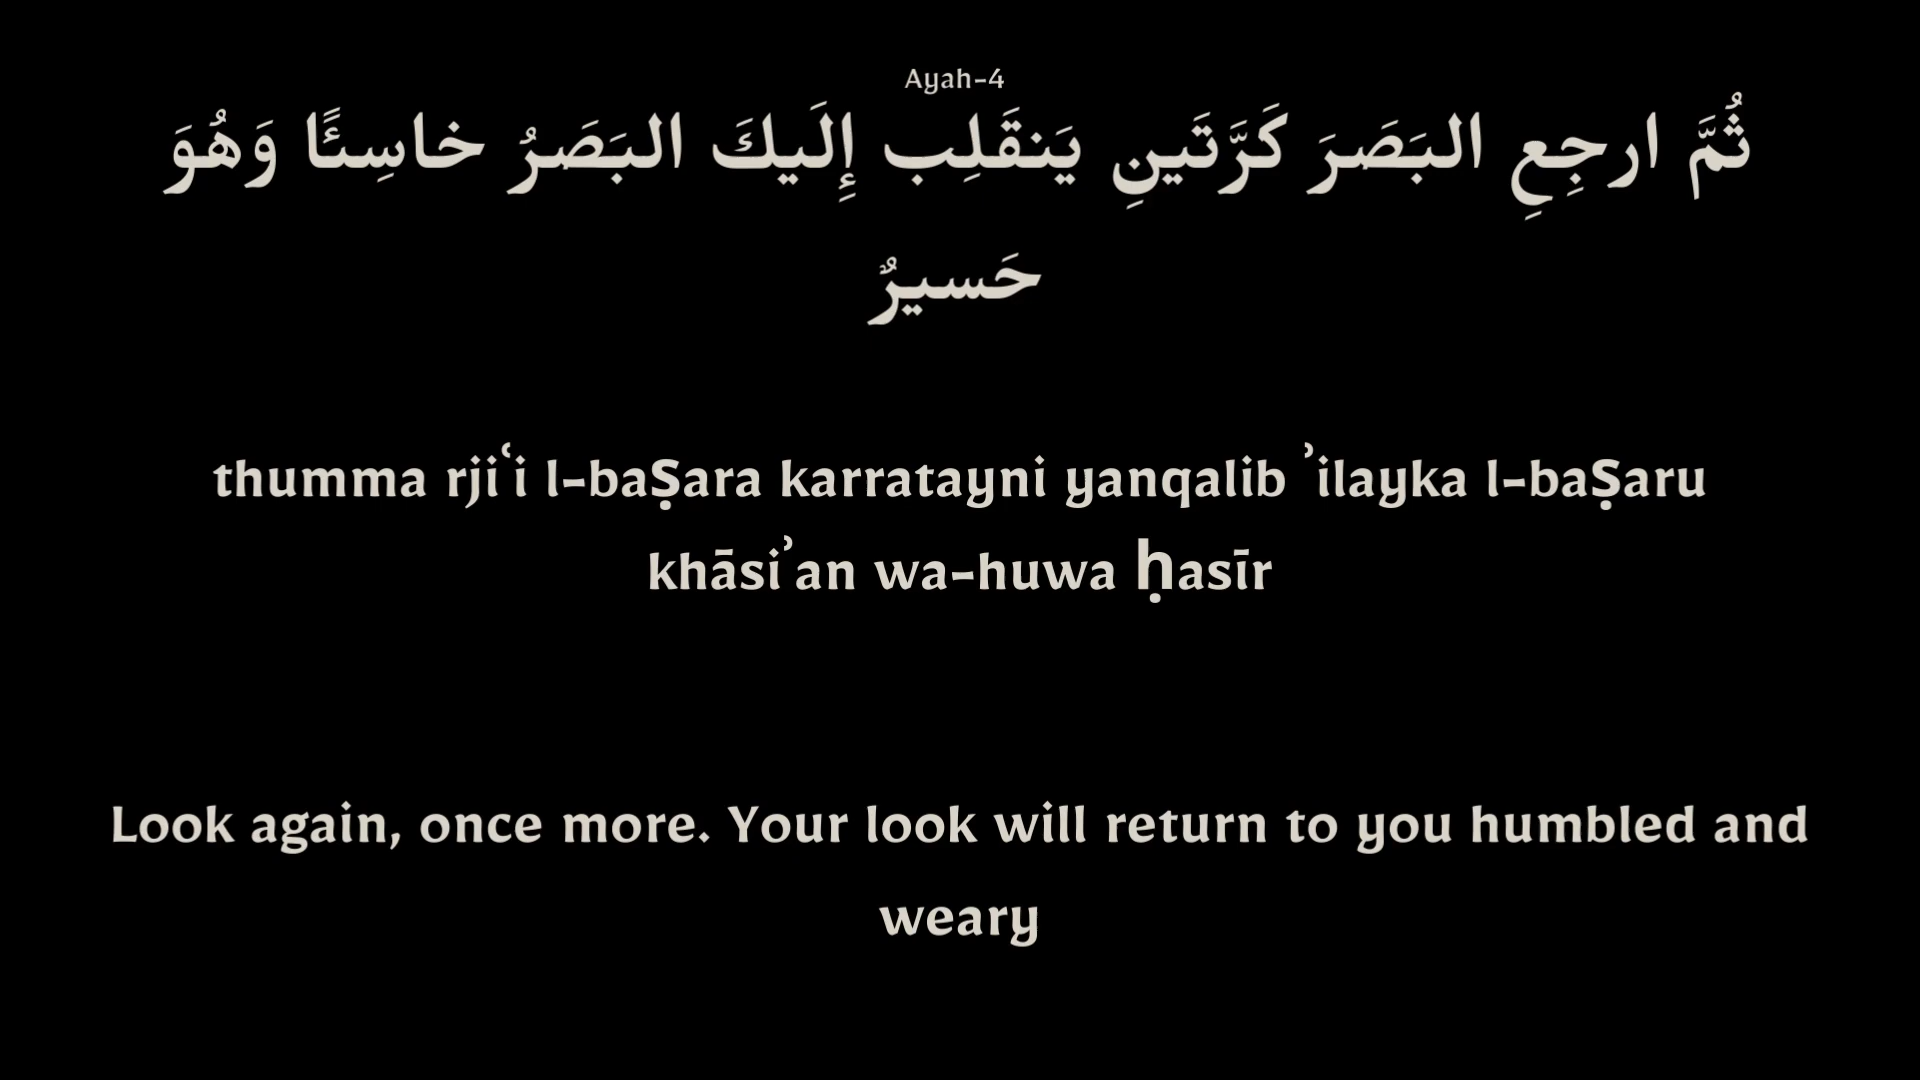 Ayah-4
ثُمَّ ارجِعِ البَصَرَ كَرَّتَينِ يَنقَلِب إِلَيكَ البَصَرُ خاسِئًا وَهُوَ
حَسيرٌ
thumma rjiʿi l-baṣara karratayni yanqalib ʾilayka l-baṣaru
khāsiʾan wa-huwa ḥasīr
Look again, once more. Your look will return to you humbled and
weary